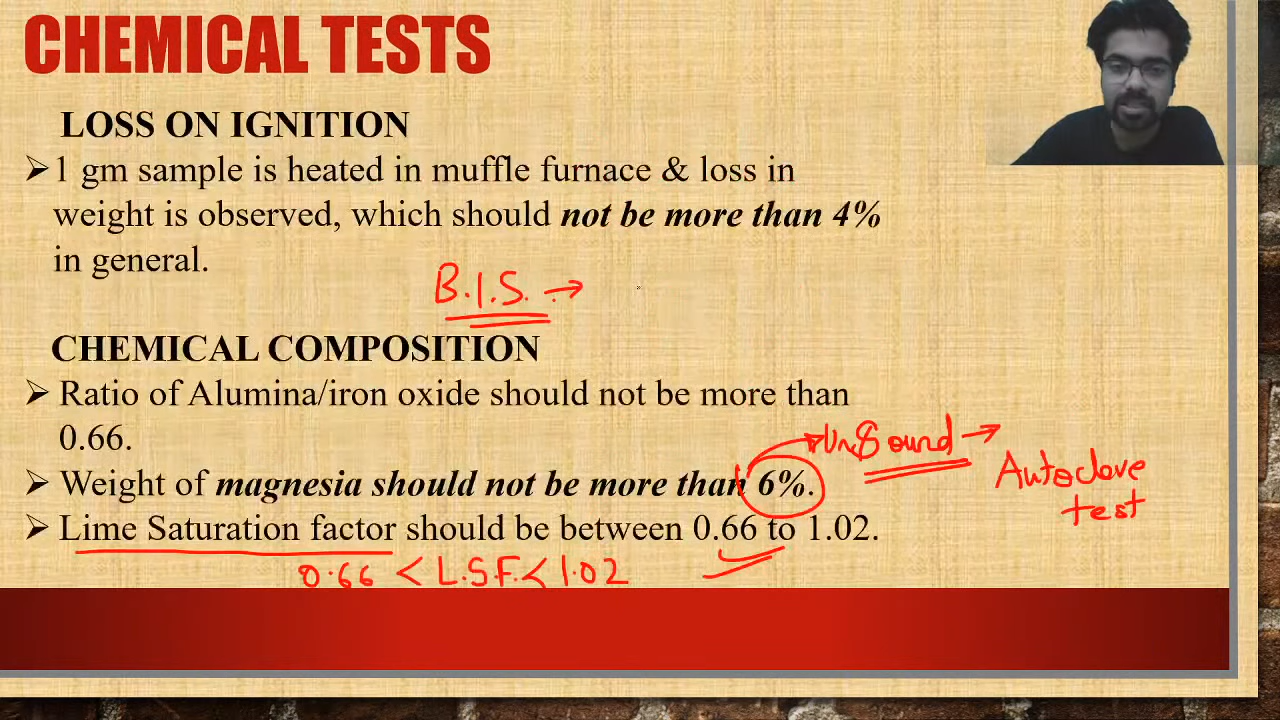 CHEMICAL TESTS
LOSS ON IGNITION
➢1 gm sample is heated in muffle furnace & loss in
weight is observed, which should not be more than 4%
in general.
B.I.S. →
CHEMICAL COMPOSITION
➢ Ratio of Alumina/iron oxide should not be more than
0.66.
UnSound →
➢ Weight of magnesia should not be more than 6%.
Autoclave
test
➢ Lime Saturation factor should be between 0.66 to 1.02.
0.66 < L.S.F. < 1.02